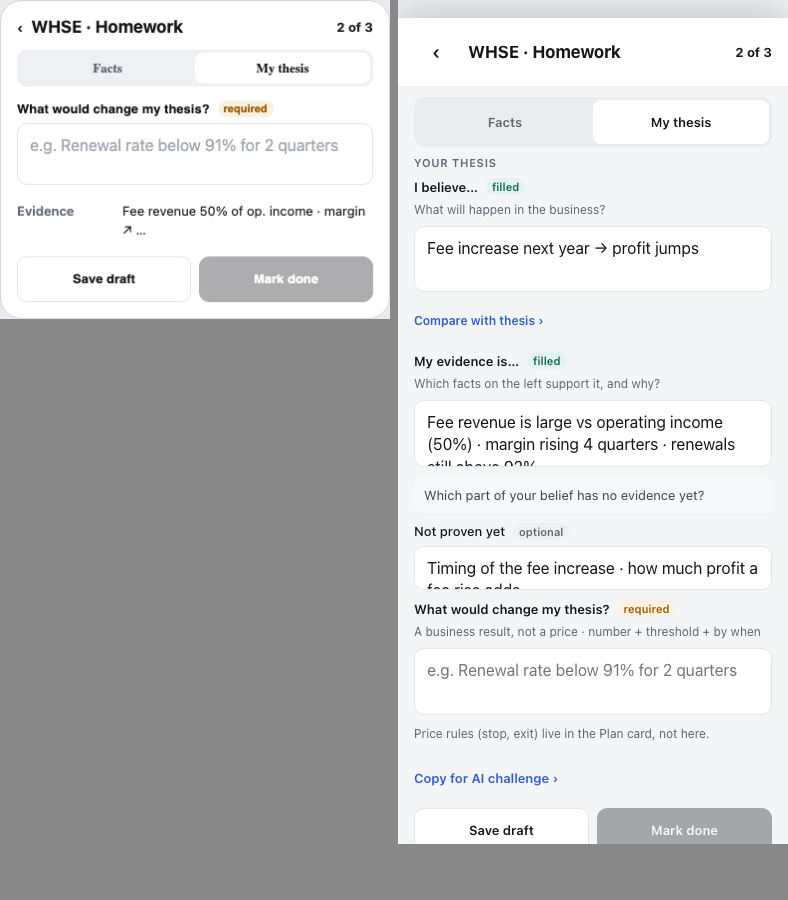 ‹ WHSE · Homework 2 of 3
Facts My thesis
What would change my thesis? required
e.g. Renewal rate below 91% for 2 quarters
Evidence Fee revenue 50% of op. income · margin
↗ ...
Save draft Mark done
‹ WHSE · Homework 2 of 3
Facts My thesis
YOUR THESIS
I believe... filled
What will happen in the business?
Fee increase next year → profit jumps
Compare with thesis ›
My evidence is... filled
Which facts on the left support it, and why?
Fee revenue is large vs operating income
(50%) · margin rising 4 quarters · renewals
still above 92%
Which part of your belief has no evidence yet?
Not proven yet optional
Timing of the fee increase · how much profit a
fee rise adds
What would change my thesis? required
A business result, not a price · number + threshold + by when
e.g. Renewal rate below 91% for 2 quarters
Price rules (stop, exit) live in the Plan card, not here.
Copy for AI challenge ›
Save draft Mark done